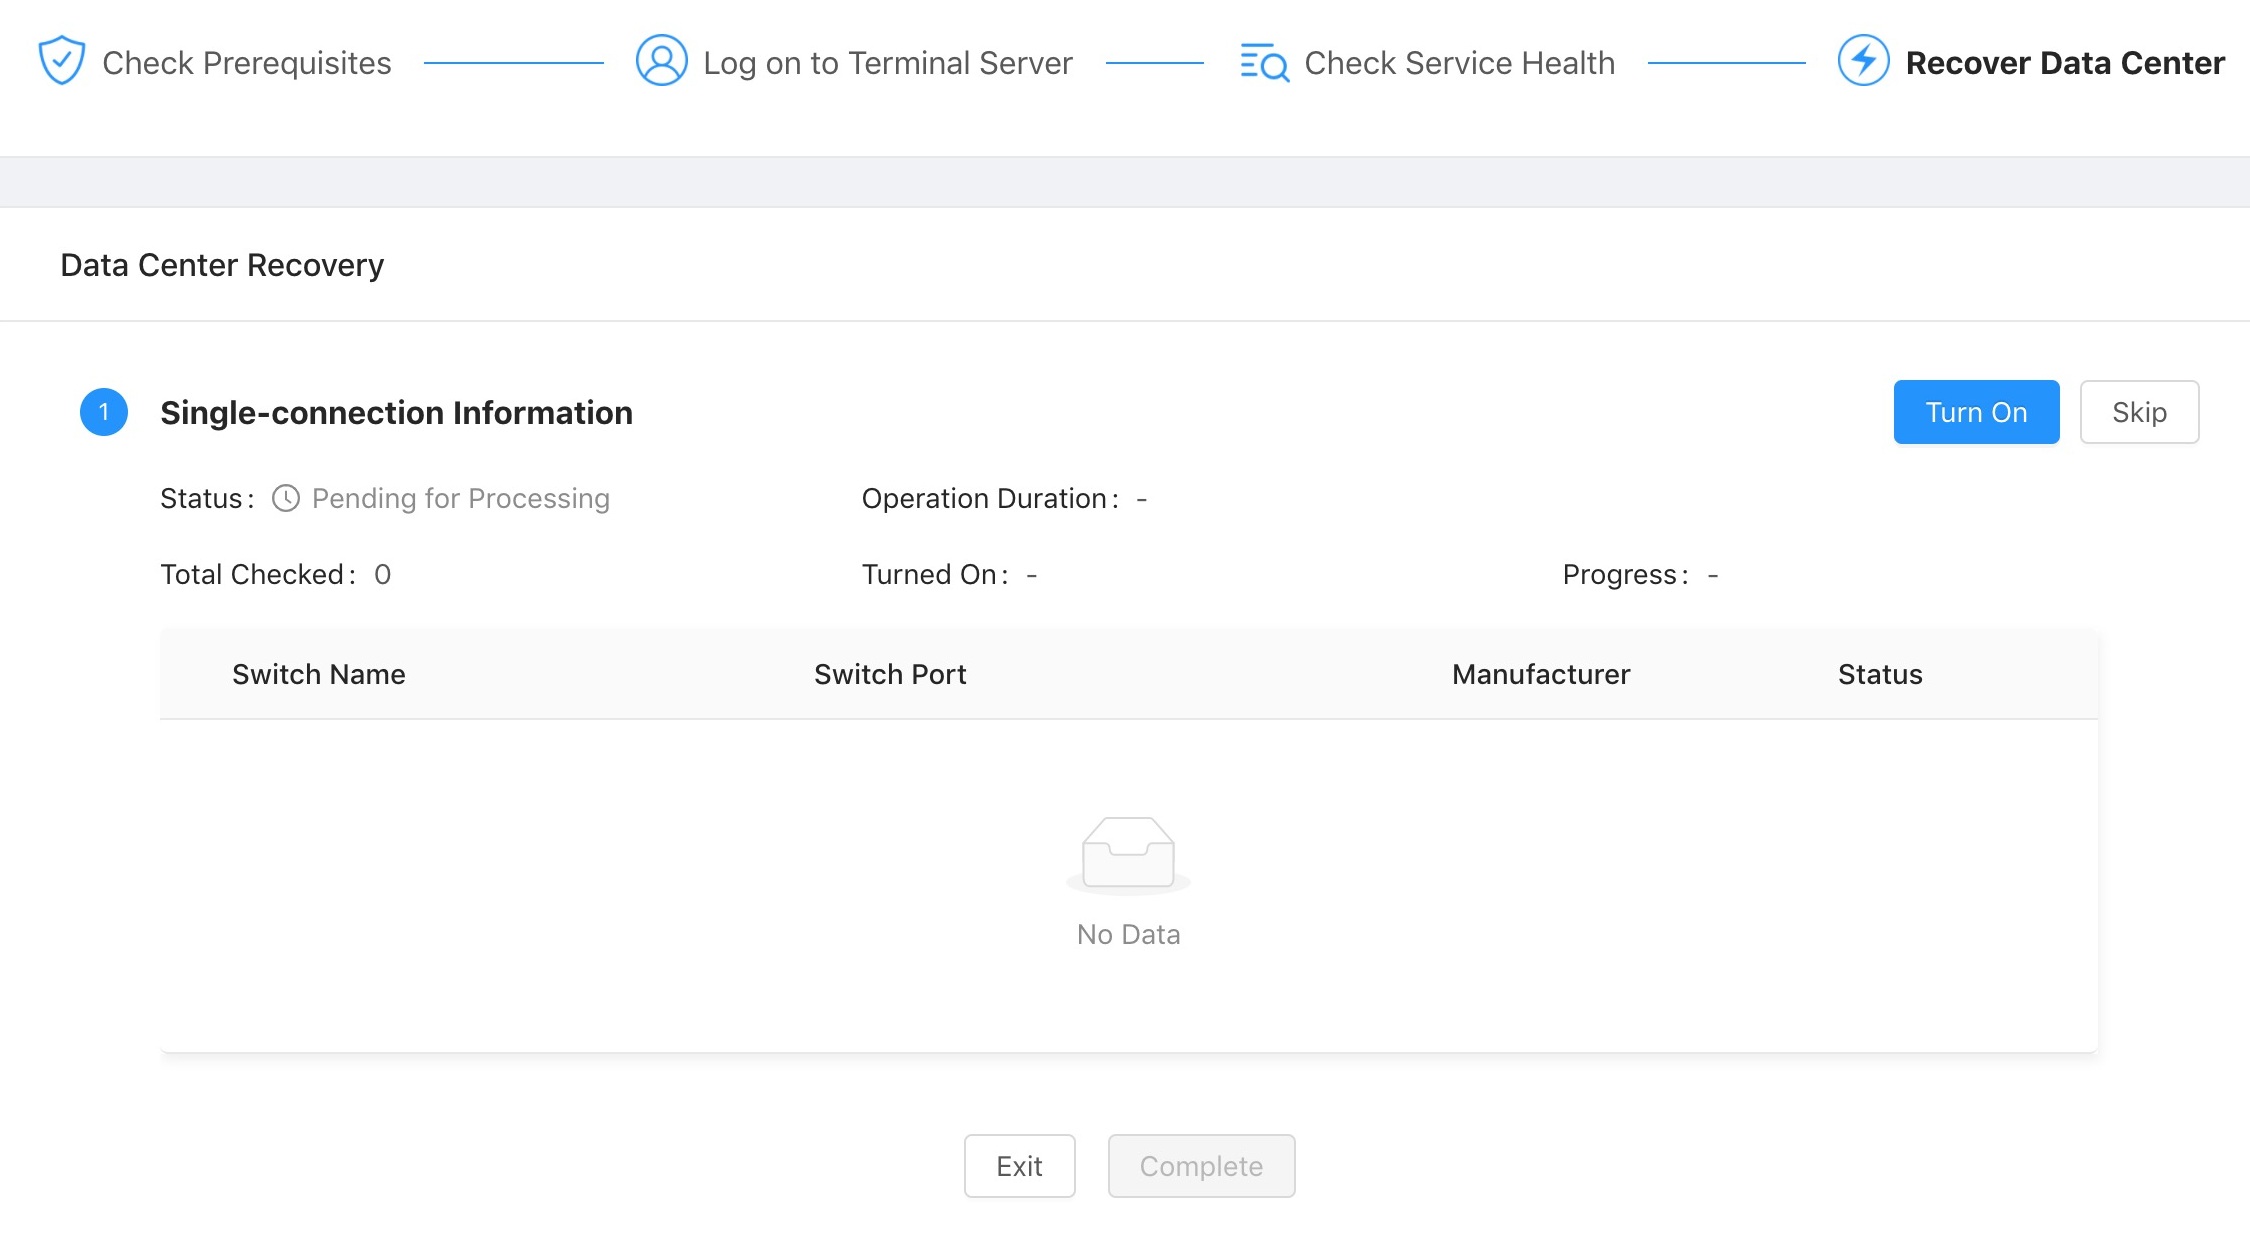 Check Prerequisites
Log on to Terminal Server
Check Service Health
Recover Data Center
Data Center Recovery
1 Single-connection Information
Turn On
Skip
Status: Pending for Processing
Operation Duration: -
Total Checked: 0
Turned On: -
Progress: -
Switch Name Switch Port Manufacturer Status
No Data
Exit
Complete